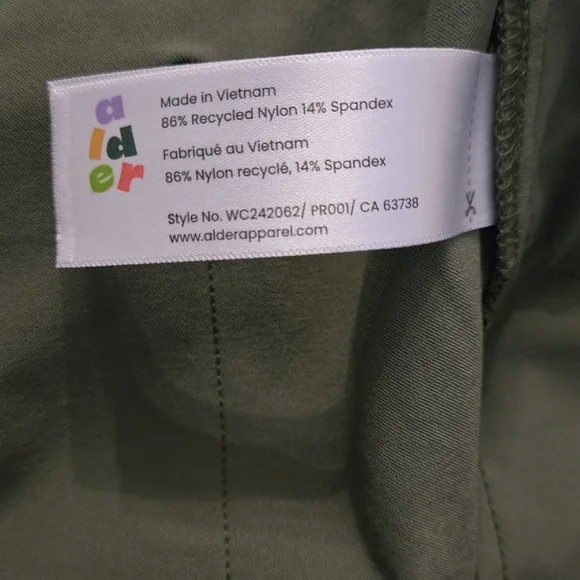 alder
Made in Vietnam
86% Recycled Nylon 14% Spandex
Fabriqué au Vietnam
86% Nylon recyclé, 14% Spandex
Style No. WC242062/ PR001/ CA 63738
www.alderapparel.com